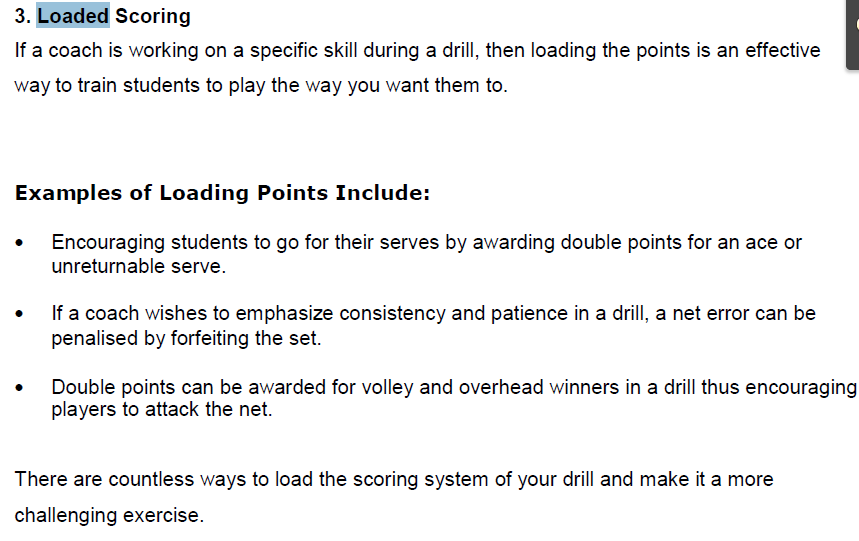 3. Loaded Scoring
If a coach is working on a specific skill during a drill, then loading the points is an effective
way to train students to play the way you want them to.
Examples of Loading Points Include:
• Encouraging students to go for their serves by awarding double points for an ace or
unreturnable serve.
• If a coach wishes to emphasize consistency and patience in a drill, a net error can be
penalised by forfeiting the set.
• Double points can be awarded for volley and overhead winners in a drill thus encouraging
players to attack the net.
There are countless ways to load the scoring system of your drill and make it a more
challenging exercise.